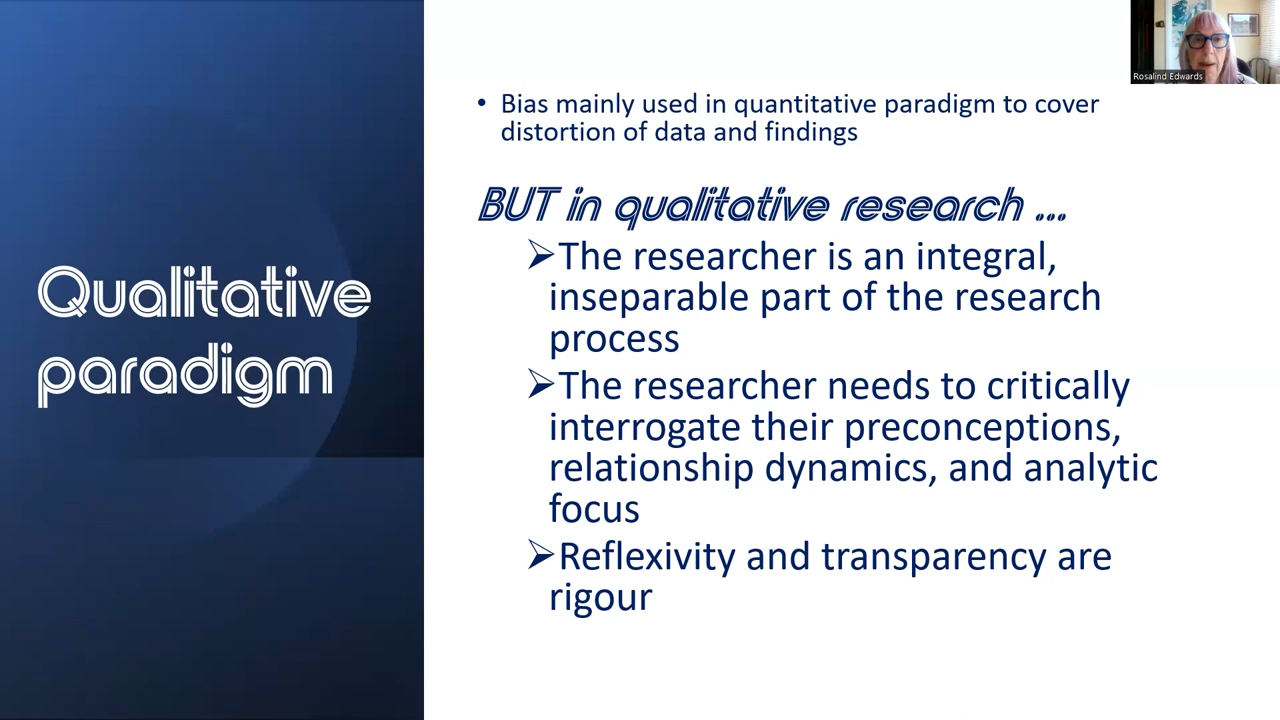 Qualitative
paradigm
• Bias mainly used in quantitative paradigm to cover
distortion of data and findings
BUT in qualitative research ...
➢The researcher is an integral,
inseparable part of the research
process
➢The researcher needs to critically
interrogate their preconceptions,
relationship dynamics, and analytic
focus
➢Reflexivity and transparency are
rigour
Rosalind Edwards